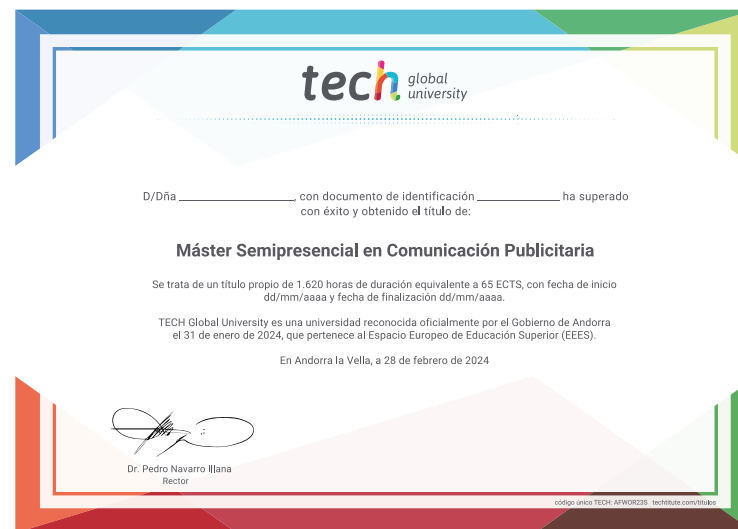 tech global
university
D/Dña ______________, con documento de identificación ______________ ha superado
con éxito y obtenido el título de:
Máster Semipresencial en Comunicación Publicitaria
Se trata de un título propio de 1.620 horas de duración equivalente a 65 ECTS, con fecha de inicio
dd/mm/aaaa y fecha de finalización dd/mm/aaaa.
TECH Global University es una universidad reconocida oficialmente por el Gobierno de Andorra
el 31 de enero de 2024, que pertenece al Espacio Europeo de Educación Superior (EEES).
En Andorra la Vella, a 28 de febrero de 2024
Dr. Pedro Navarro Illana
Rector
código único TECH: AFWOR23S techtitute.com/titulos